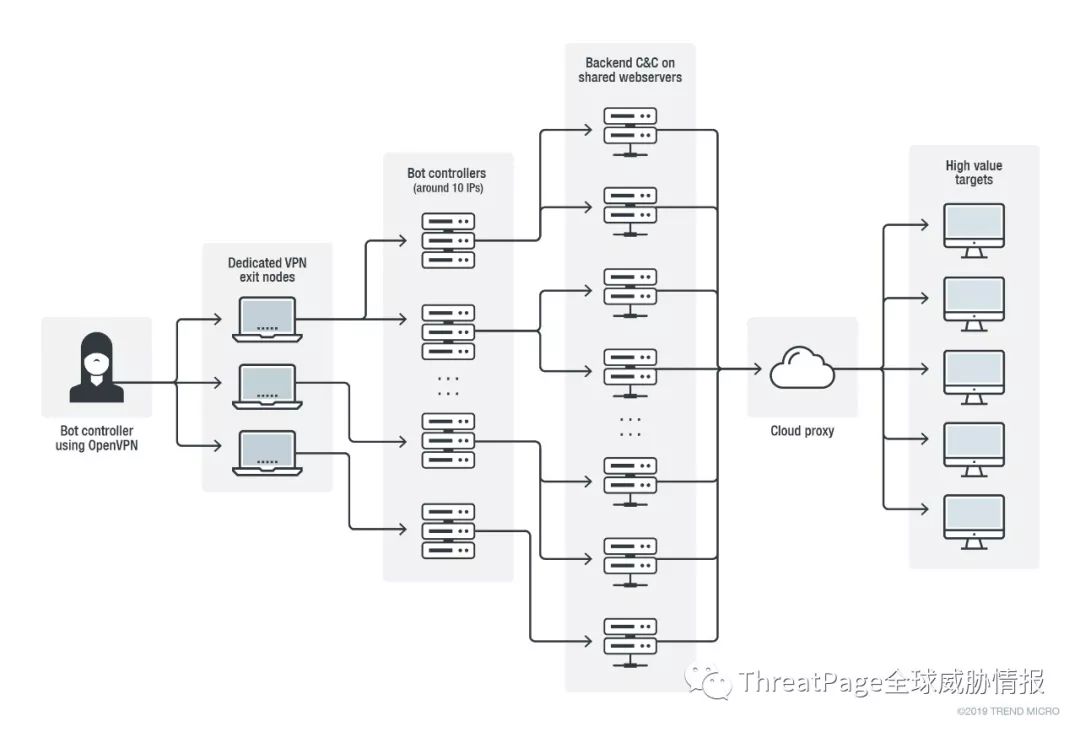 Backend C&C on
shared webservers
Bot controllers
(around 10 IPs)
High value
targets
Dedicated VPN
exit nodes
Bot controller
using OpenVPN
Cloud proxy
ThreatPage全球威胁情报
©2019 TREND MICRO